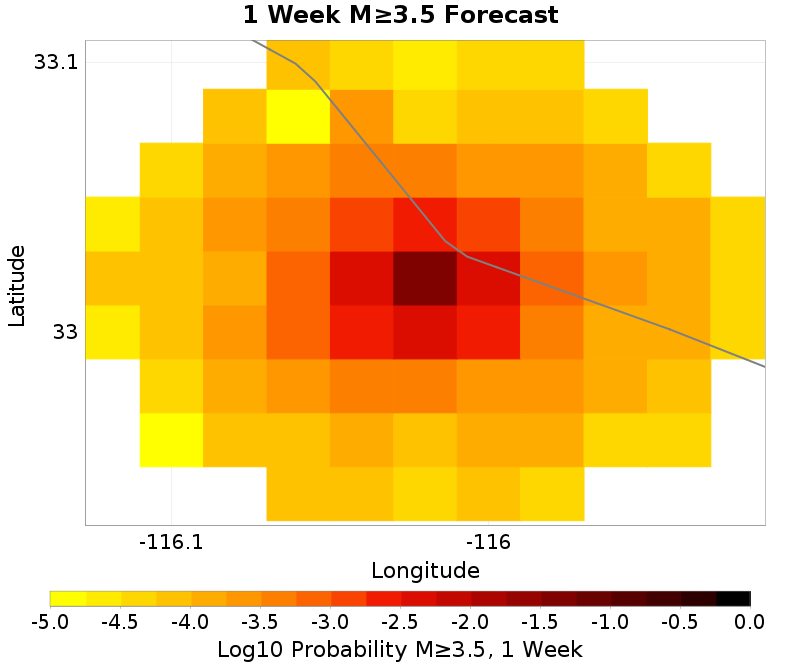 1 Week M≥3.5 Forecast
33.1
33
Latitude
-116.1 -116
Longitude
-5.0 -4.5 -4.0 -3.5 -3.0 -2.5 -2.0 -1.5 -1.0 -0.5 0.0
Log10 Probability M≥3.5, 1 Week